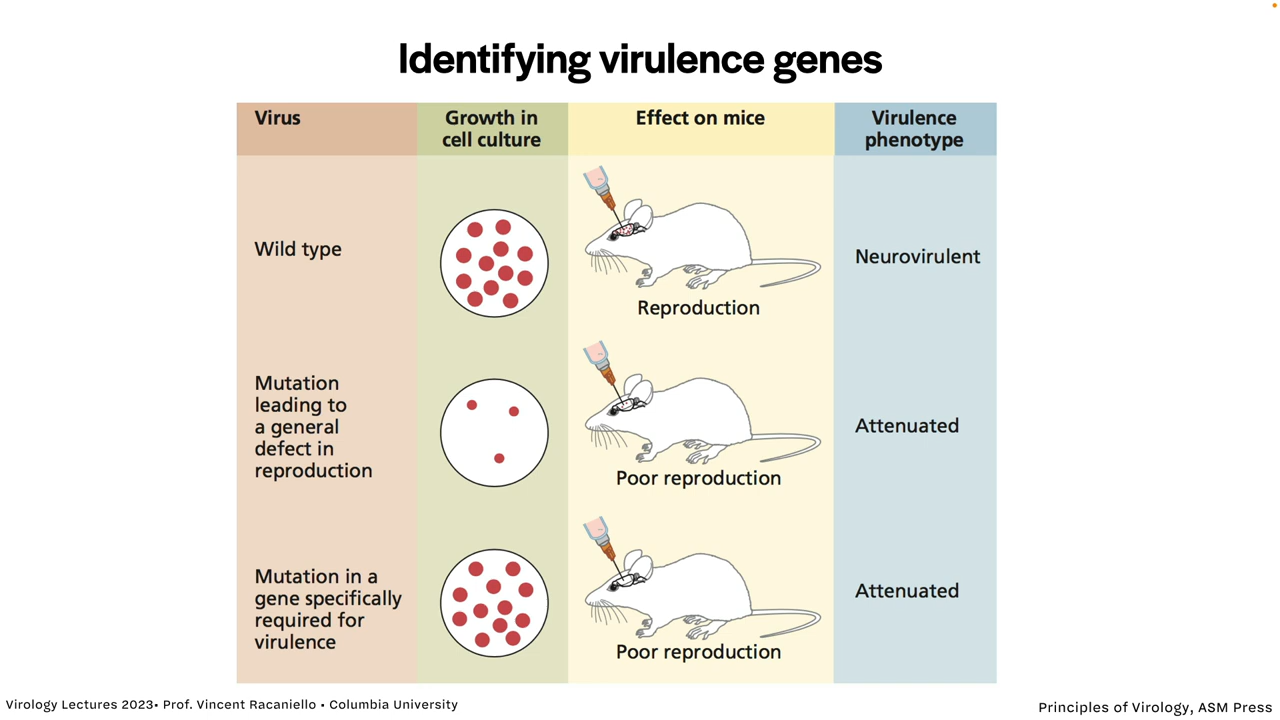 Identifying virulence genes
Virus
Growth in
cell culture
Effect on mice
Virulence
phenotype
Wild type
Reproduction
Neurovirulent
Mutation
leading to
a general
defect in
reproduction
Poor reproduction
Attenuated
Mutation in a
gene specifically
required for
virulence
Poor reproduction
Attenuated
Virology Lectures 2023• Prof. Vincent Racaniello • Columbia University
Principles of Virology, ASM Press